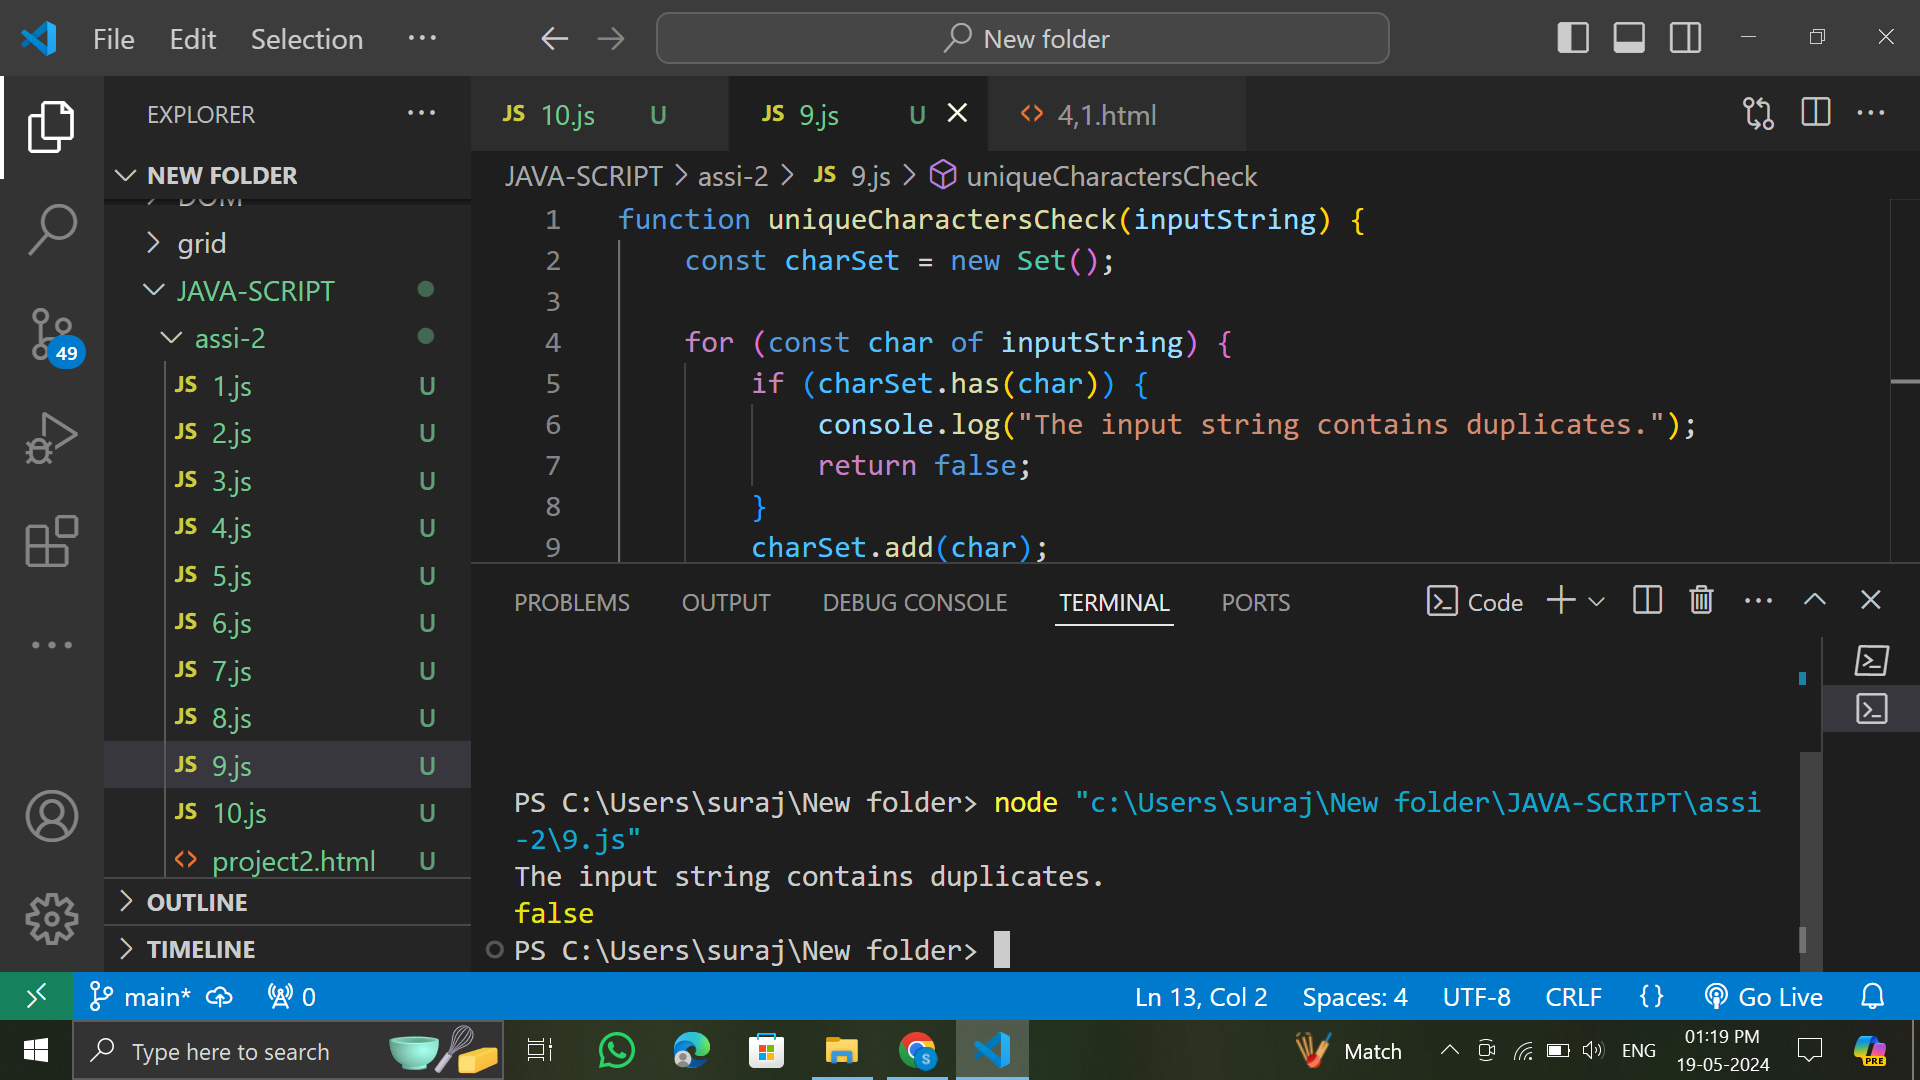 File Edit Selection ···
New folder
EXPLORER ···
NEW FOLDER
DOM
grid
JAVA-SCRIPT
assi-2
JS 1.js U
JS 2.js U
JS 3.js U
JS 4.js U
JS 5.js U
JS 6.js U
JS 7.js U
JS 8.js U
JS 9.js U
JS 10.js U
<> project2.html U
OUTLINE
TIMELINE
49
JS 10.js U
JS 9.js U
<> 4,1.html
JAVA-SCRIPT > assi-2 > JS 9.js > uniqueCharactersCheck
1 function uniqueCharactersCheck(inputString) {
2 const charSet = new Set();
3
4 for (const char of inputString) {
5 if (charSet.has(char)) {
6 console.log("The input string contains duplicates.");
7 return false;
8 }
9 charSet.add(char);
PROBLEMS OUTPUT DEBUG CONSOLE TERMINAL PORTS
Code
PS C:\Users\suraj\New folder> node "c:\Users\suraj\New folder\JAVA-SCRIPT\assi
-2\9.js"
The input string contains duplicates.
false
PS C:\Users\suraj\New folder>
main* 0 Ln 13, Col 2 Spaces: 4 UTF-8 CRLF {} Go Live
Type here to search
S
Match
ENG
01:19 PM
19-05-2024
PRE